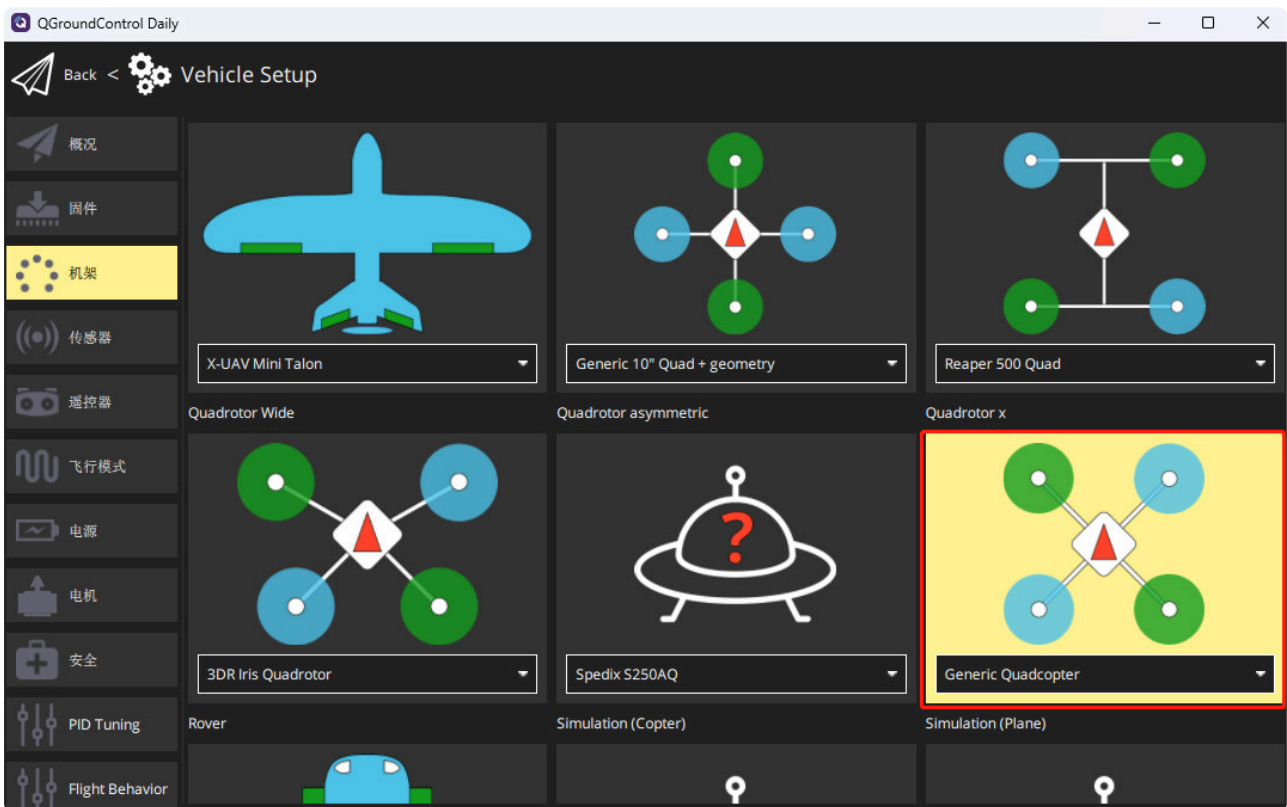 QGroundControl Daily
Back < Vehicle Setup
概况
固件
机架
传感器
遥控器
飞行模式
电源
电机
安全
PID Tuning
Flight Behavior
X-UAV Mini Talon
Generic 10" Quad + geometry
Reaper 500 Quad
Quadrotor Wide
Quadrotor asymmetric
Quadrotor x
?
3DR Iris Quadrotor
Spedix S250AQ
Generic Quadcopter
Rover
Simulation (Copter)
Simulation (Plane)